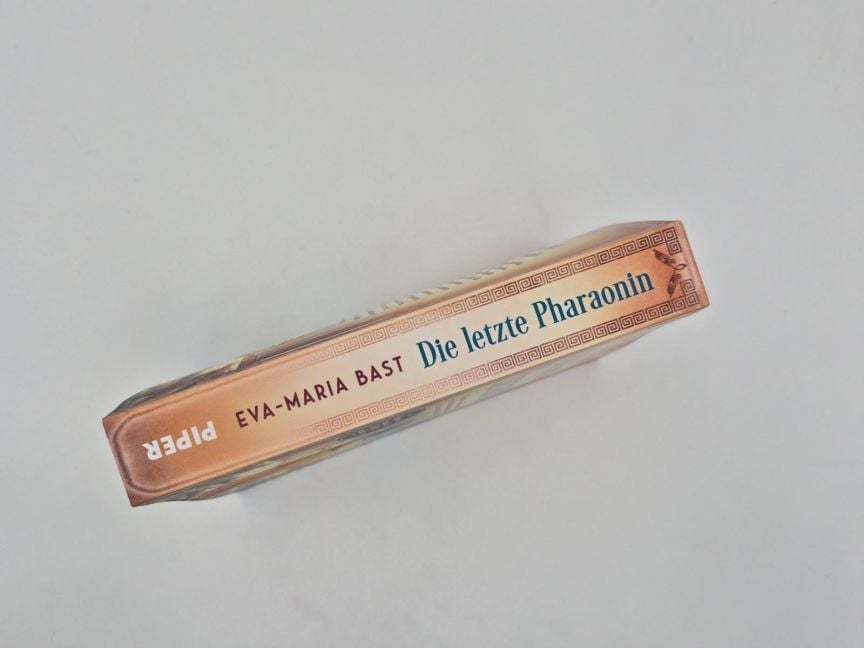 PIPER
EVA-MARIA BAST
Die letzte Pharaonin